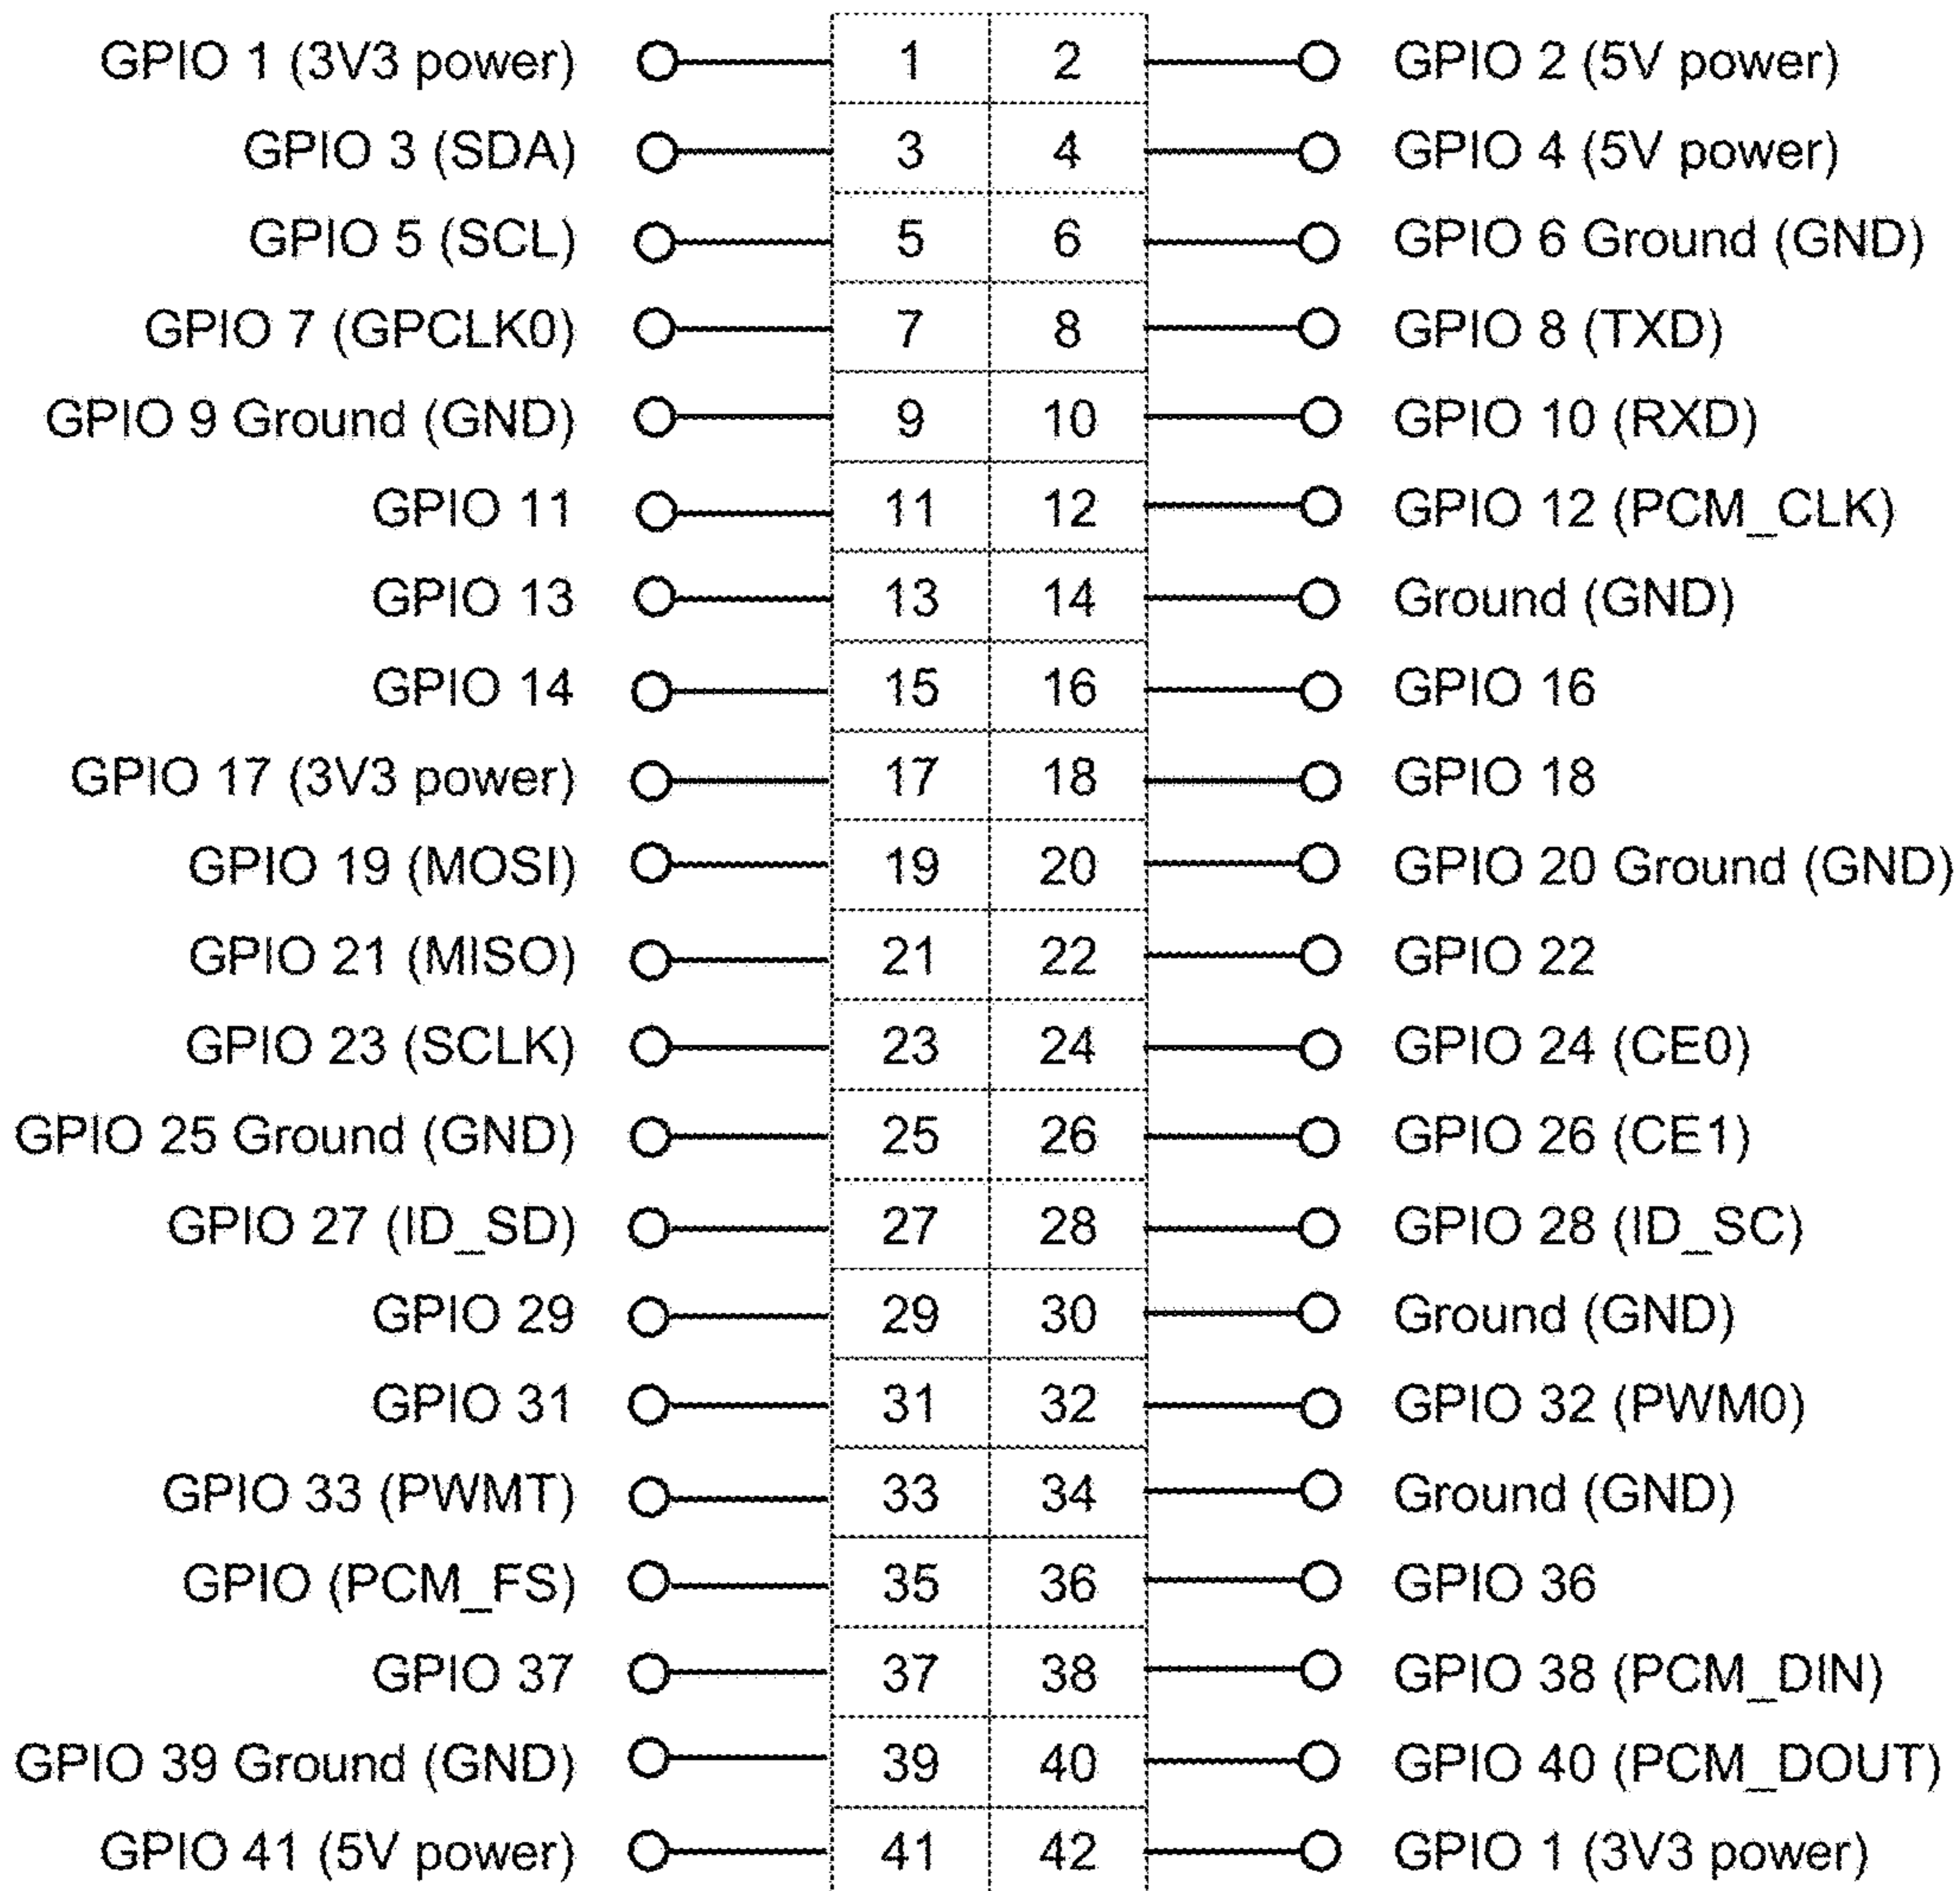 GPIO 1 (3V3 power) 1 2 GPIO 2 (5V power)
GPIO 3 (SDA) 3 4 GPIO 4 (5V power)
GPIO 5 (SCL) 5 6 GPIO 6 Ground (GND)
GPIO 7 (GPCLK0) 7 8 GPIO 8 (TXD)
GPIO 9 Ground (GND) 9 10 GPIO 10 (RXD)
GPIO 11 11 12 GPIO 12 (PCM_CLK)
GPIO 13 13 14 Ground (GND)
GPIO 14 15 16 GPIO 16
GPIO 17 (3V3 power) 17 18 GPIO 18
GPIO 19 (MOSI) 19 20 GPIO 20 Ground (GND)
GPIO 21 (MISO) 21 22 GPIO 22
GPIO 23 (SCLK) 23 24 GPIO 24 (CE0)
GPIO 25 Ground (GND) 25 26 GPIO 26 (CE1)
GPIO 27 (ID_SD) 27 28 GPIO 28 (ID_SC)
GPIO 29 29 30 Ground (GND)
GPIO 31 31 32 GPIO 32 (PWM0)
GPIO 33 (PWMT) 33 34 Ground (GND)
GPIO (PCM_FS) 35 36 GPIO 36
GPIO 37 37 38 GPIO 38 (PCM_DIN)
GPIO 39 Ground (GND) 39 40 GPIO 40 (PCM_DOUT)
GPIO 41 (5V power) 41 42 GPIO 1 (3V3 power)